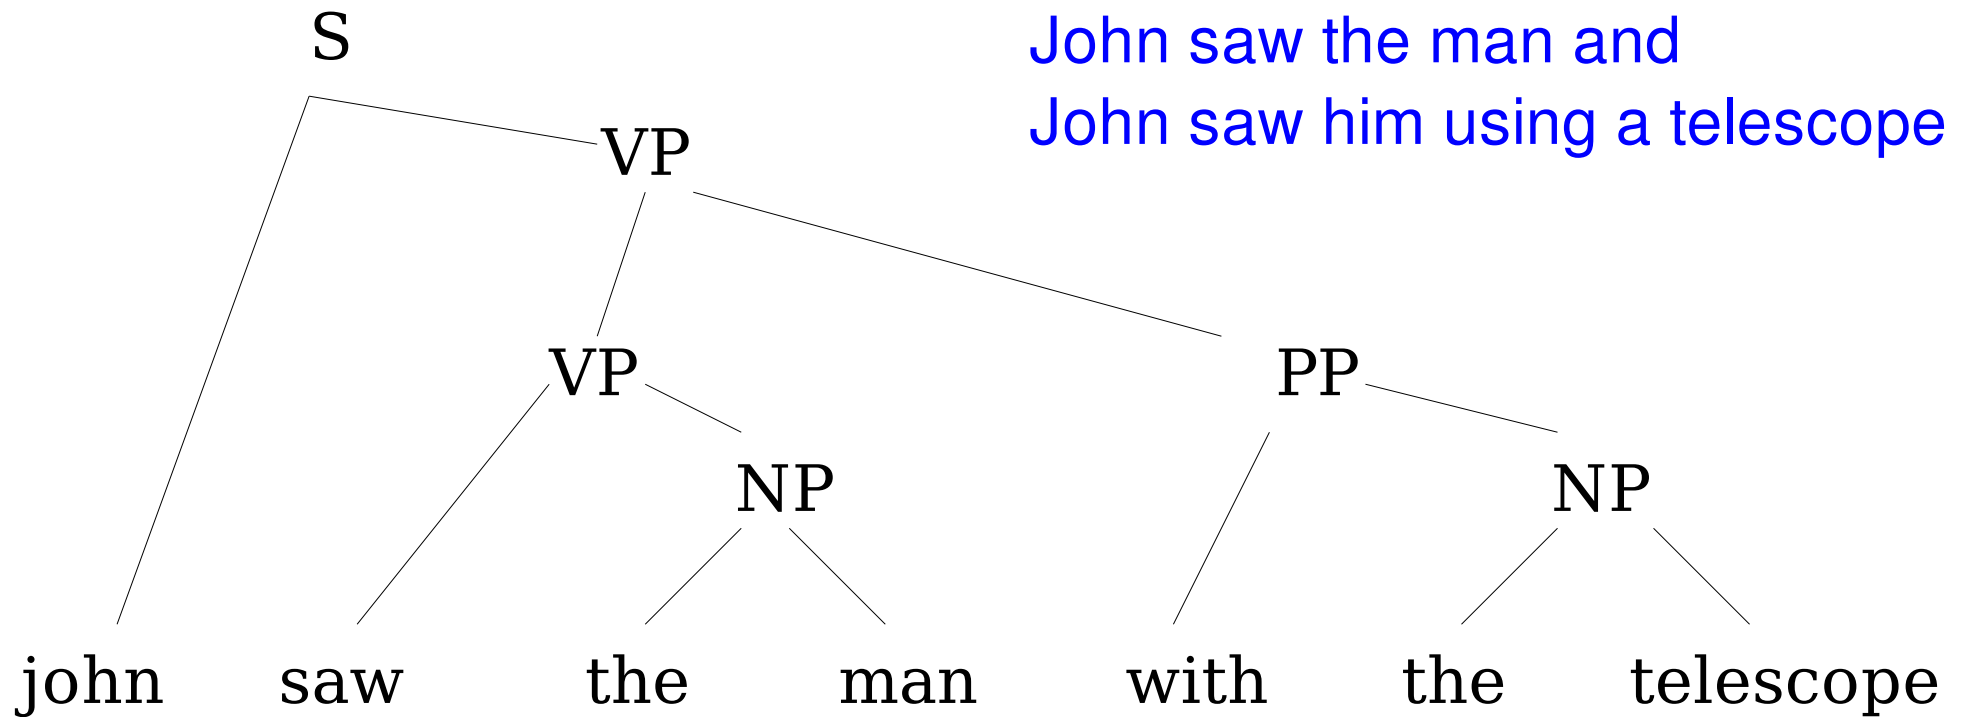 S
John saw the man and
John saw him using a telescope
VP
VP
PP
NP
NP
john saw the man with the telescope